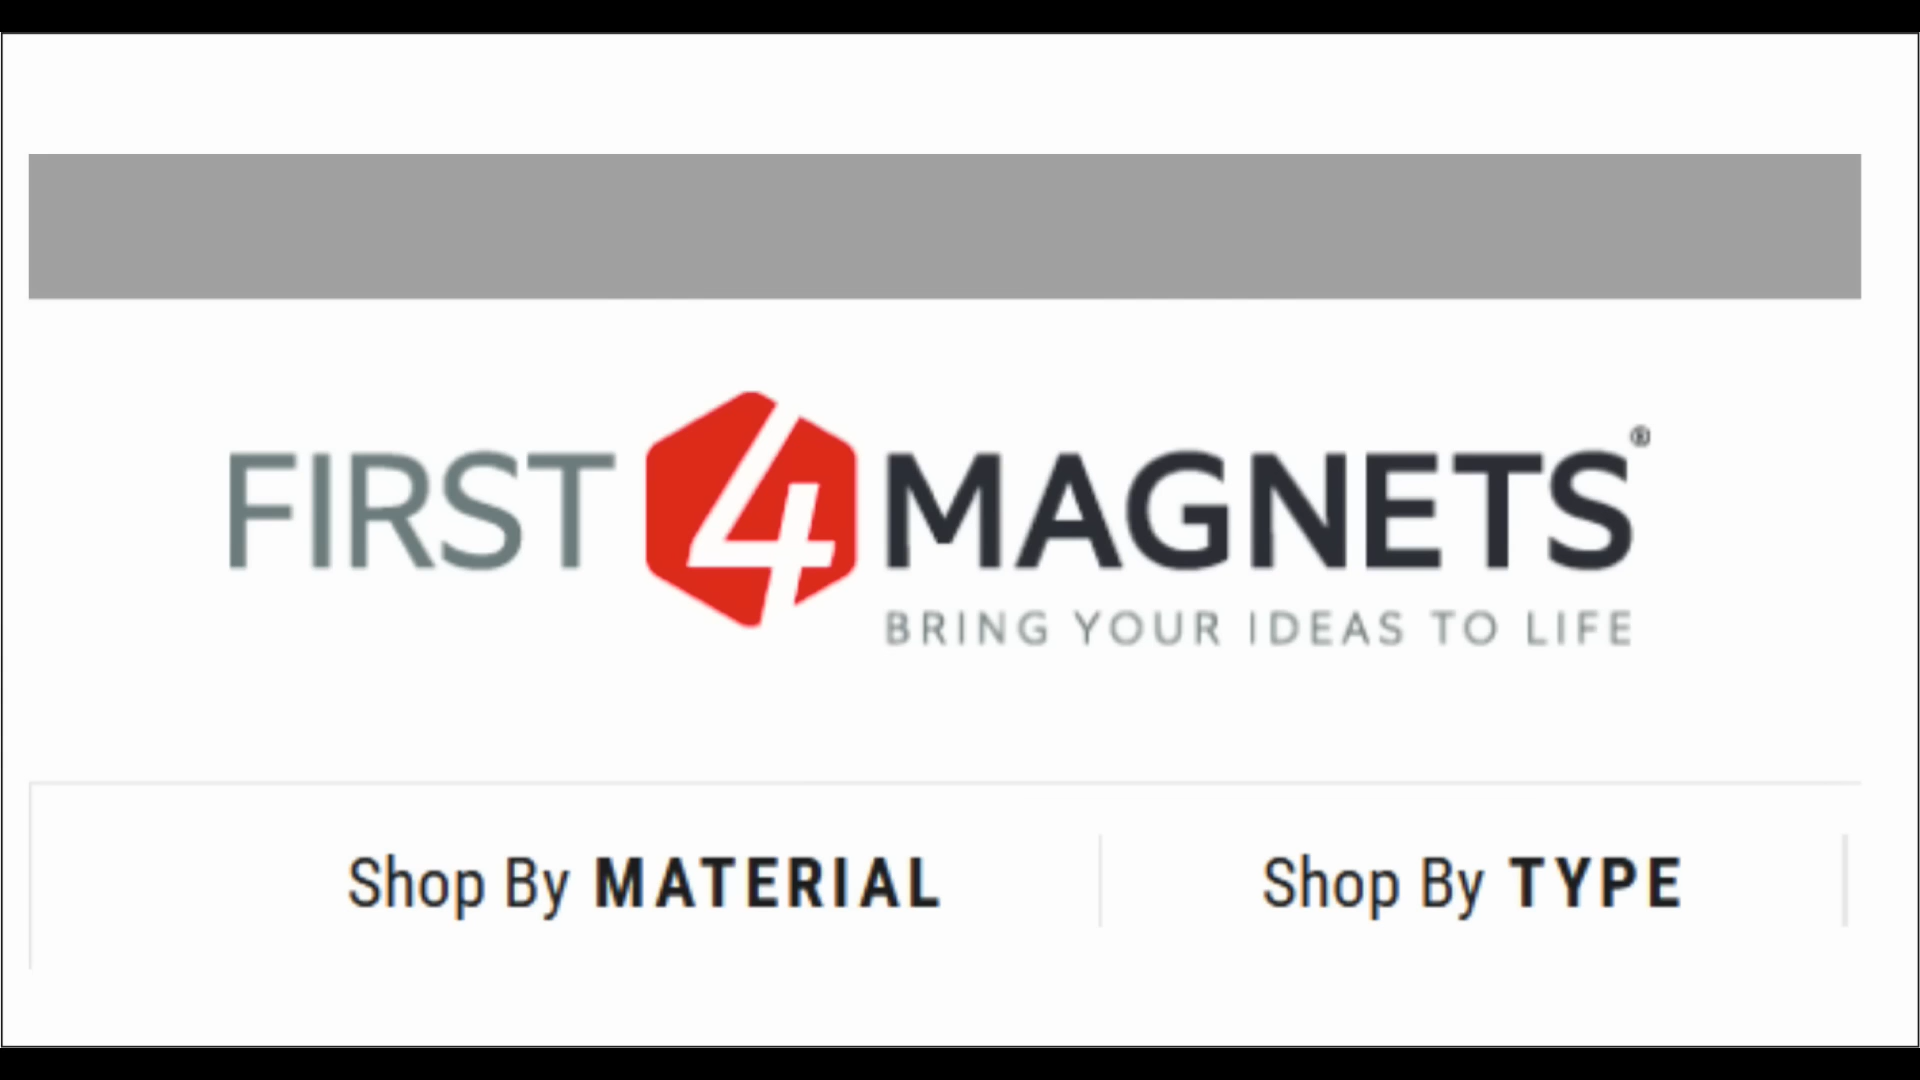 FIRST 4 MAGNETS®
BRING YOUR IDEAS TO LIFE
Shop By MATERIAL
Shop By TYPE